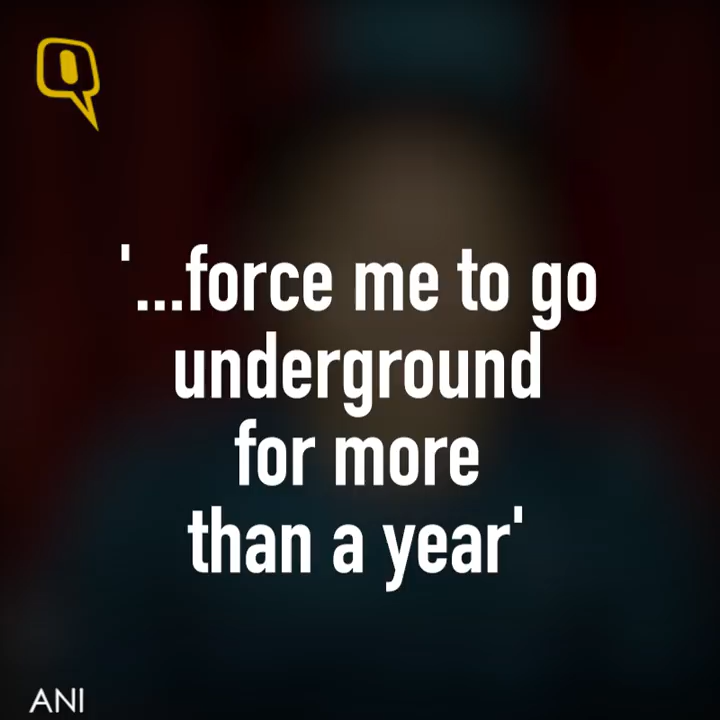 '...force me to go
underground
for more
than a year'
ANI